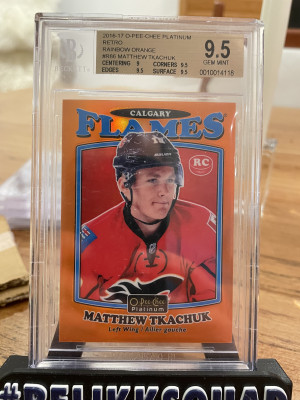 2016-17 O-PEE-CHEE PLATINUM
RETRO
RAINBOW ORANGE
#R86 MATTHEW TKACHUK
CENTERING 9 CORNERS 9.5
EDGES 9.5 SURFACE 9.5
9.5
GEM MINT
0010014116
CALGARY
FLAMES
RC
O-PEE-CHEE
Platinum
MATTHEW TKACHUK
Left Wing / Ailier gauche
#RELIKKSQUAD